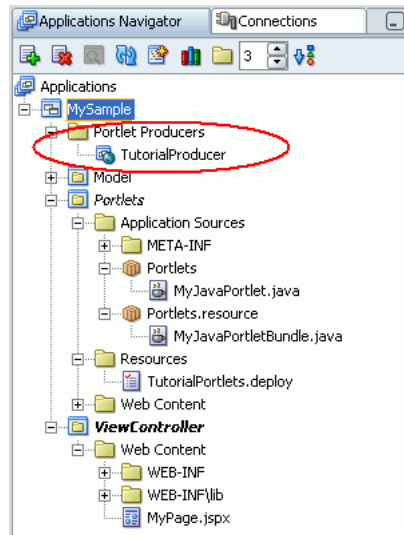 Applications Navigator Connections
3
Applications
MySample
Portlet Producers
TutorialProducer
Model
Portlets
Application Sources
META-INF
Portlets
MyJavaPortlet.java
Portlets.resource
MyJavaPortletBundle.java
Resources
TutorialPortlets.deploy
Web Content
ViewController
Web Content
WEB-INF
WEB-INF\lib
MyPage.jspx